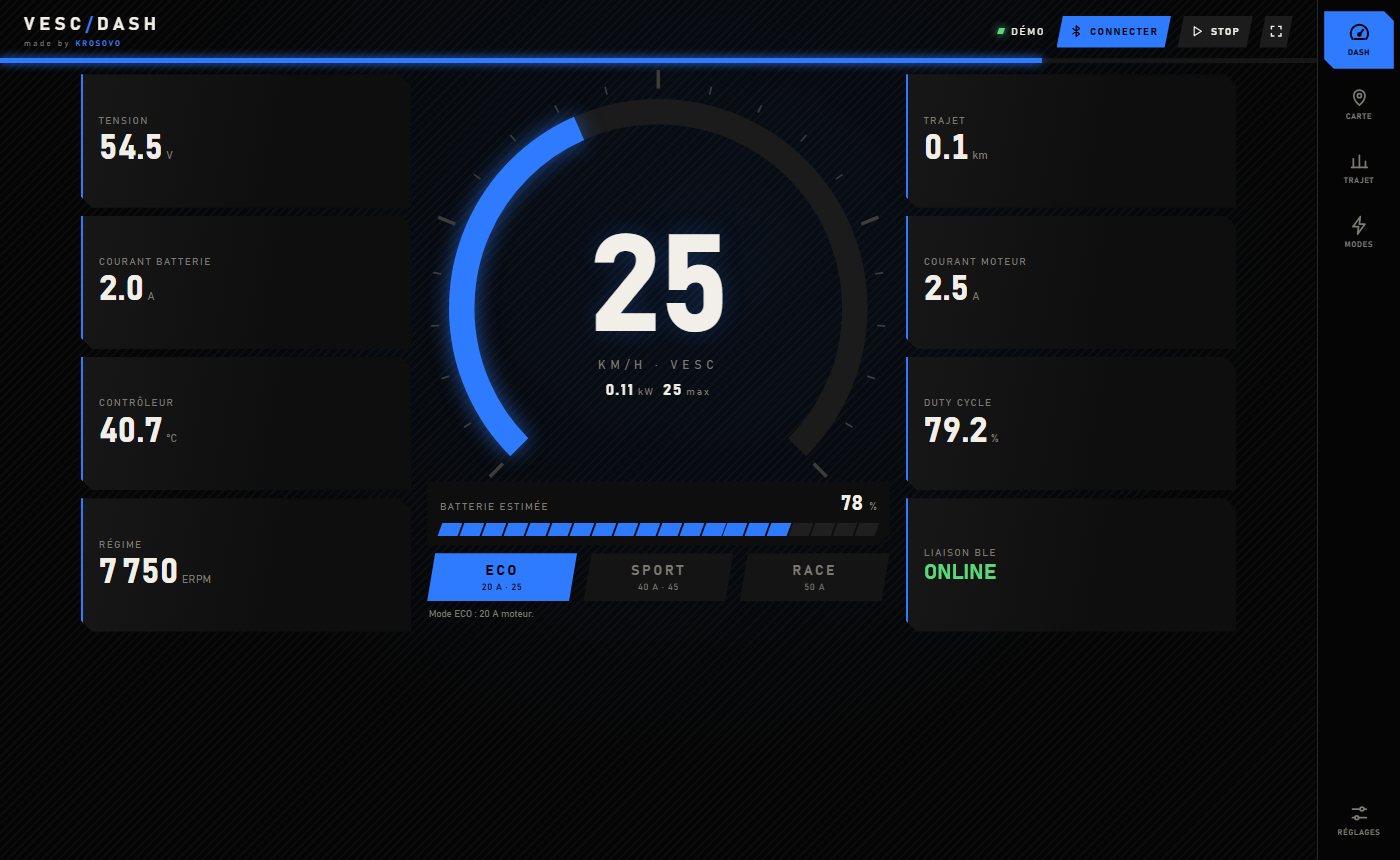 VESC/DASH
made by KROSOVO
DÉMO
CONNECTER
STOP
TENSION
54.5 V
COURANT BATTERIE
2.0 A
CONTRÔLEUR
40.7 °C
RÉGIME
7 750 ERPM
25
KM/H · VESC
0.11 kW 25 max
BATTERIE ESTIMÉE 78 %
ECO
20 A · 25
SPORT
40 A · 45
RACE
50 A
Mode ECO : 20 A moteur.
TRAJET
0.1 km
COURANT MOTEUR
2.5 A
DUTY CYCLE
79.2 %
LIAISON BLE
ONLINE
DASH
CARTE
TRAJET
MODES
RÉGLAGES